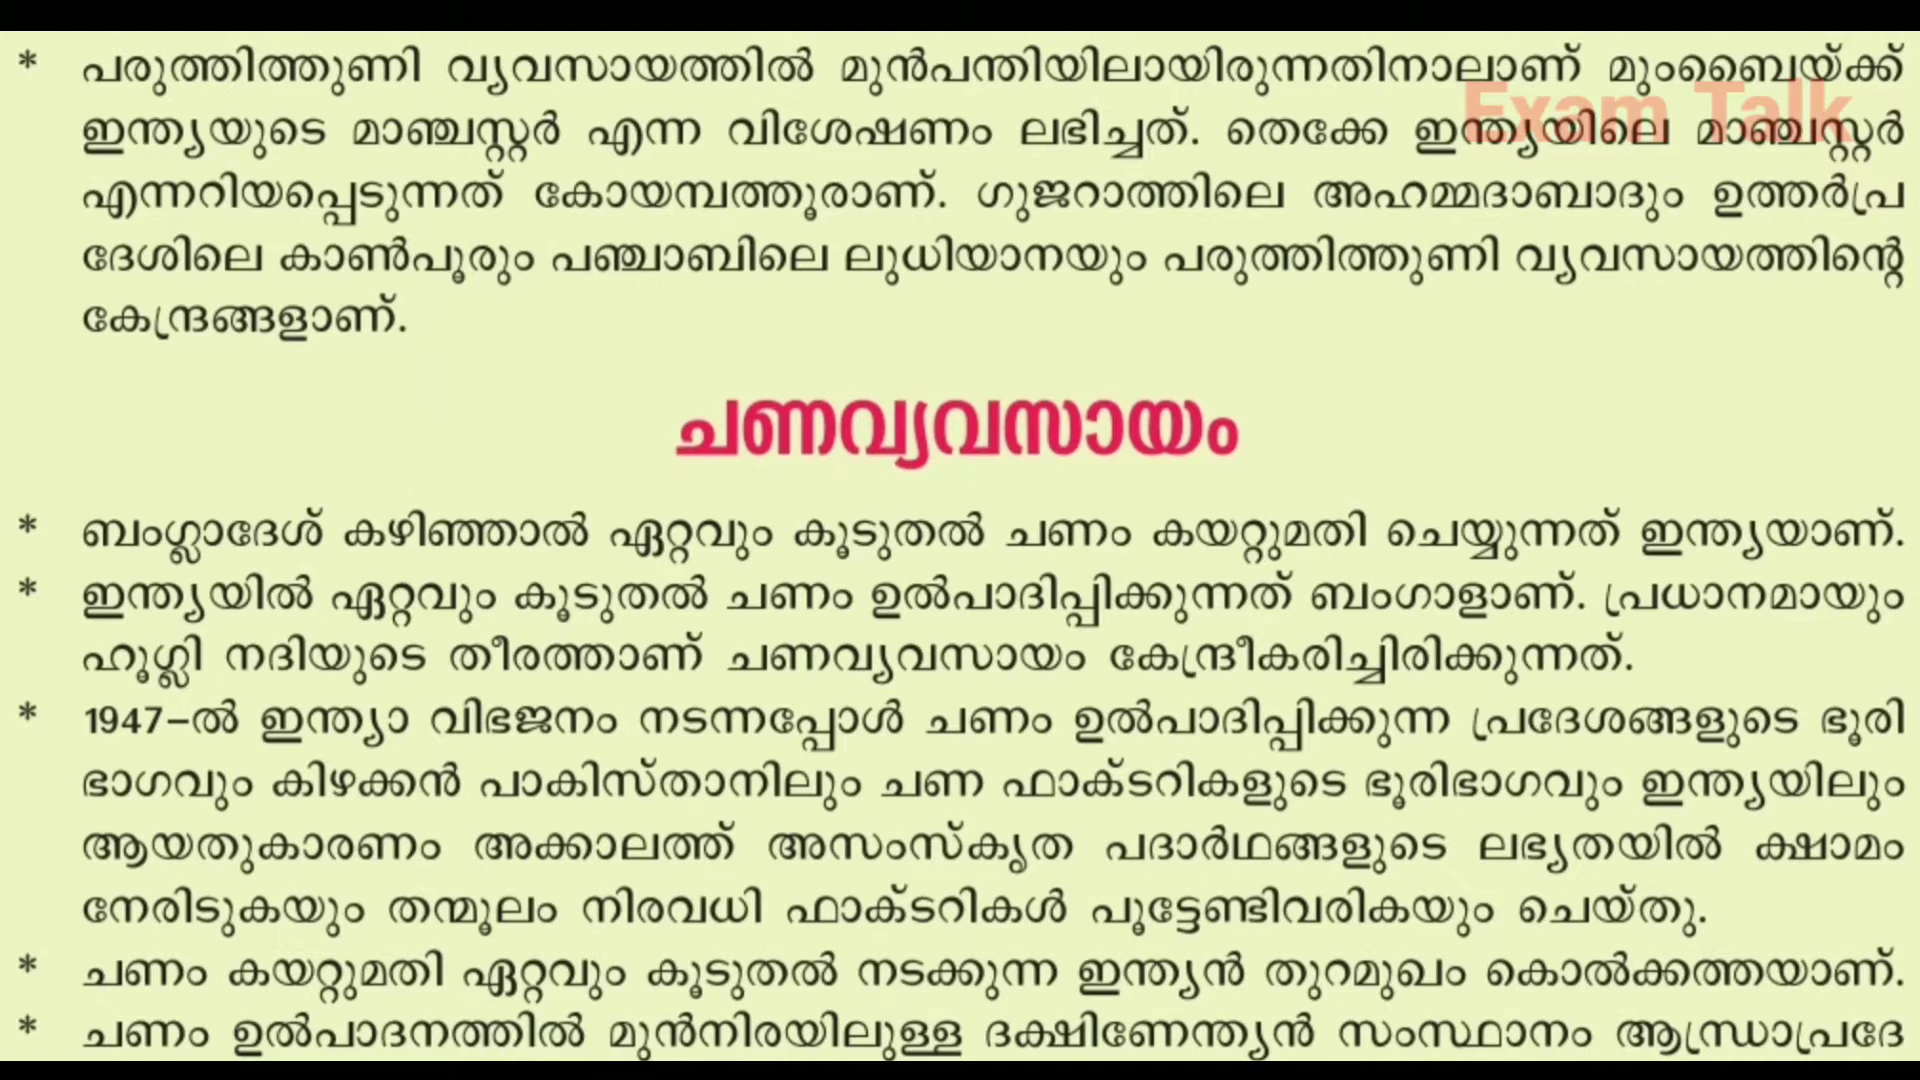 * പരുത്തിത്തുണി വ്യവസായത്തിൽ മുൻപന്തിയിലായിരുന്നതിനാലാണ് മുംബൈയ്ക്ക്
Exam Talk
ഇന്ത്യയുടെ മാഞ്ചസ്റ്റർ എന്ന വിശേഷണം ലഭിച്ചത്. തെക്കേ ഇന്ത്യയിലെ മാഞ്ചസ്റ്റർ
എന്നറിയപ്പെടുന്നത് കോയമ്പത്തൂരാണ്. ഗുജറാത്തിലെ അഹമ്മദാബാദും ഉത്തർപ്ര
ദേശിലെ കാൺപൂരും പഞ്ചാബിലെ ലുധിയാനയും പരുത്തിത്തുണി വ്യവസായത്തിന്റെ
കേന്ദ്രങ്ങളാണ്.
ചണവ്യവസായം
* ബംഗ്ലാദേശ് കഴിഞ്ഞാൽ ഏറ്റവും കൂടുതൽ ചണം കയറ്റുമതി ചെയ്യുന്നത് ഇന്ത്യയാണ്.
* ഇന്ത്യയിൽ ഏറ്റവും കൂടുതൽ ചണം ഉൽപാദിപ്പിക്കുന്നത് ബംഗാളാണ്. പ്രധാനമായും
ഹൂഗ്ലി നദിയുടെ തീരത്താണ് ചണവ്യവസായം കേന്ദ്രീകരിച്ചിരിക്കുന്നത്.
* 1947-ൽ ഇന്ത്യാ വിഭജനം നടന്നപ്പോൾ ചണം ഉൽപാദിപ്പിക്കുന്ന പ്രദേശങ്ങളുടെ ഭൂരി
ഭാഗവും കിഴക്കൻ പാകിസ്താനിലും ചണ ഫാക്ടറികളുടെ ഭൂരിഭാഗവും ഇന്ത്യയിലും
ആയതുകാരണം അക്കാലത്ത് അസംസ്കൃത പദാർഥങ്ങളുടെ ലഭ്യതയിൽ ക്ഷാമം
നേരിടുകയും തന്മൂലം നിരവധി ഫാക്ടറികൾ പൂട്ടേണ്ടിവരികയും ചെയ്തു.
* ചണം കയറ്റുമതി ഏറ്റവും കൂടുതൽ നടക്കുന്ന ഇന്ത്യൻ തുറമുഖം കൊൽക്കത്തയാണ്.
* ചണം ഉൽപാദനത്തിൽ മുൻനിരയിലുള്ള ദക്ഷിണേന്ത്യൻ സംസ്ഥാനം ആന്ധ്രാപ്രദേ